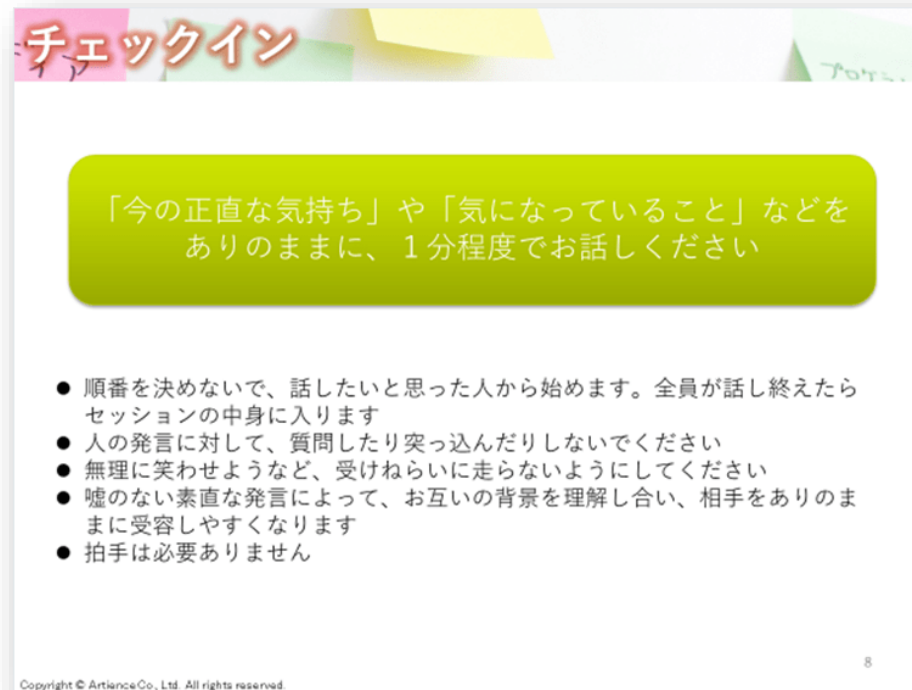 チェックイン
イア
プログラ
「今の正直な気持ち」や「気になっていること」などを
ありのままに、１分程度でお話しください
● 順番を決めないで、話したいと思った人から始めます。全員が話し終えたら
セッションの中身に入ります
● 人の発言に対して、質問したり突っ込んだりしないでください
● 無理に笑わせようなど、受けねらいに走らないようにしてください
● 嘘のない素直な発言によって、お互いの背景を理解し合い、相手をありのま
まに受容しやすくなります
● 拍手は必要ありません
8
Copyright © Artience Co., Ltd. All rights reserved.